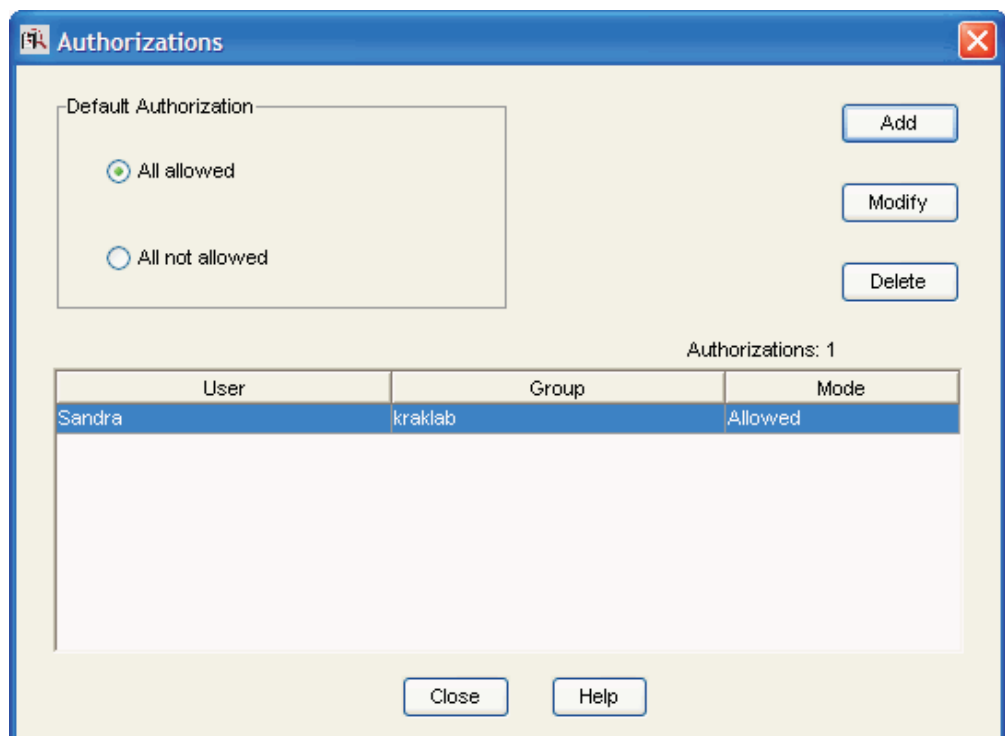 Authorizations
Default Authorization
All allowed
All not allowed
Add
Modify
Delete
Authorizations: 1
User Group Mode
Sandra kraklab Allowed
Close Help